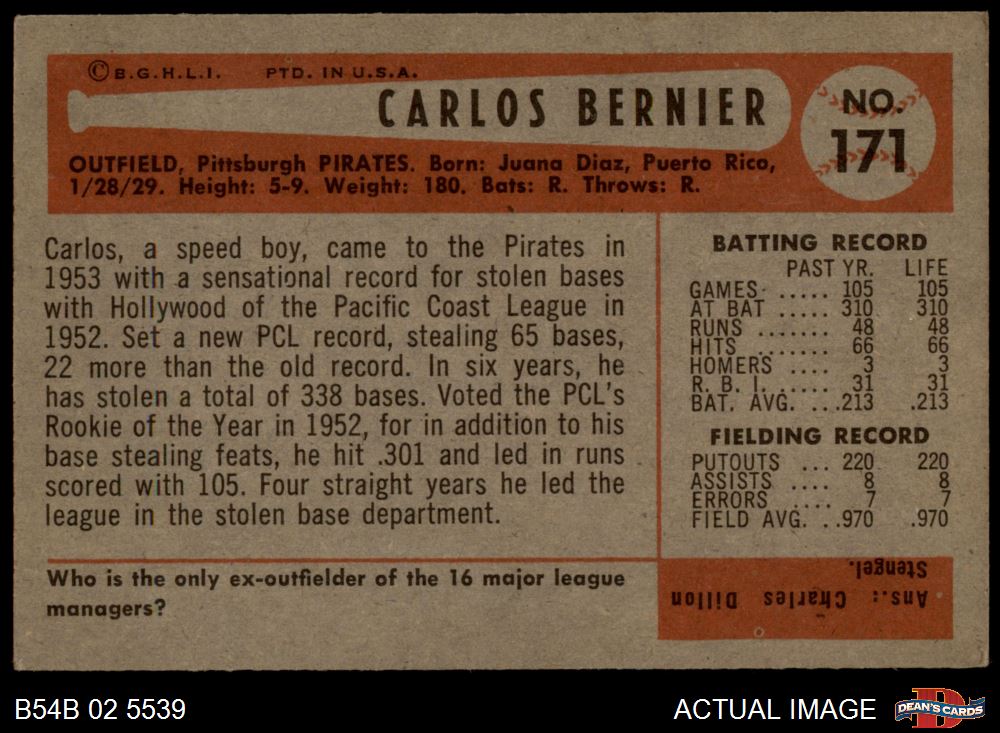 © B.G.H.L.I. PTD. IN U.S.A.
CARLOS BERNIER
NO.
171
OUTFIELD, Pittsburgh PIRATES. Born: Juana Diaz, Puerto Rico,
1/28/29. Height: 5-9. Weight: 180. Bats: R. Throws: R.
Carlos, a speed boy, came to the Pirates in
1953 with a sensational record for stolen bases
with Hollywood of the Pacific Coast League in
1952. Set a new PCL record, stealing 65 bases,
22 more than the old record. In six years, he
has stolen a total of 338 bases. Voted the PCL's
Rookie of the Year in 1952, for in addition to his
base stealing feats, he hit .301 and led in runs
scored with 105. Four straight years he led the
league in the stolen base department.
BATTING RECORD
PAST YR. LIFE
GAMES ..... 105 105
AT BAT ..... 310 310
RUNS ....... 48 48
HITS ....... 66 66
HOMERS .... 3 3
R. B. I. .... 31 31
BAT. AVG. ...213 .213
FIELDING RECORD
PUTOUTS ... 220 220
ASSISTS .... 8 8
ERRORS .... 7 7
FIELD AVG. ..970 .970
Who is the only ex-outfielder of the 16 major league
managers?
Ans.: Charles Dillon
Stengel.
B54B 02 5539
ACTUAL IMAGE
D
DEAN'S CARDS